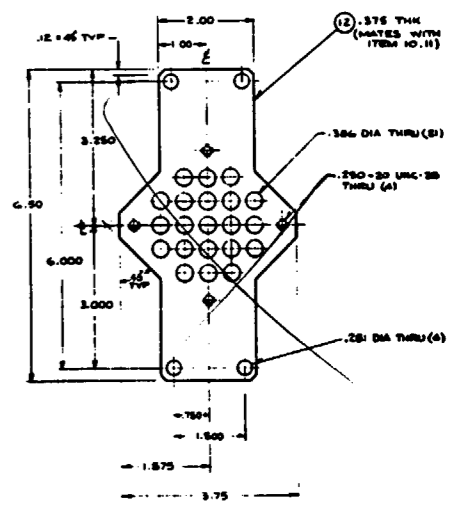 2.00
12 .375 THK
(MATES WITH
ITEM 10.11)
.12 x 45° TYP
1.00
3.250
.386 DIA THRU (21)
.250-20 UNC-2B
THRU (4)
6.50
6.000
45°
TYP
3.000
.281 DIA THRU (4)
.750
1.500
1.875
3.75